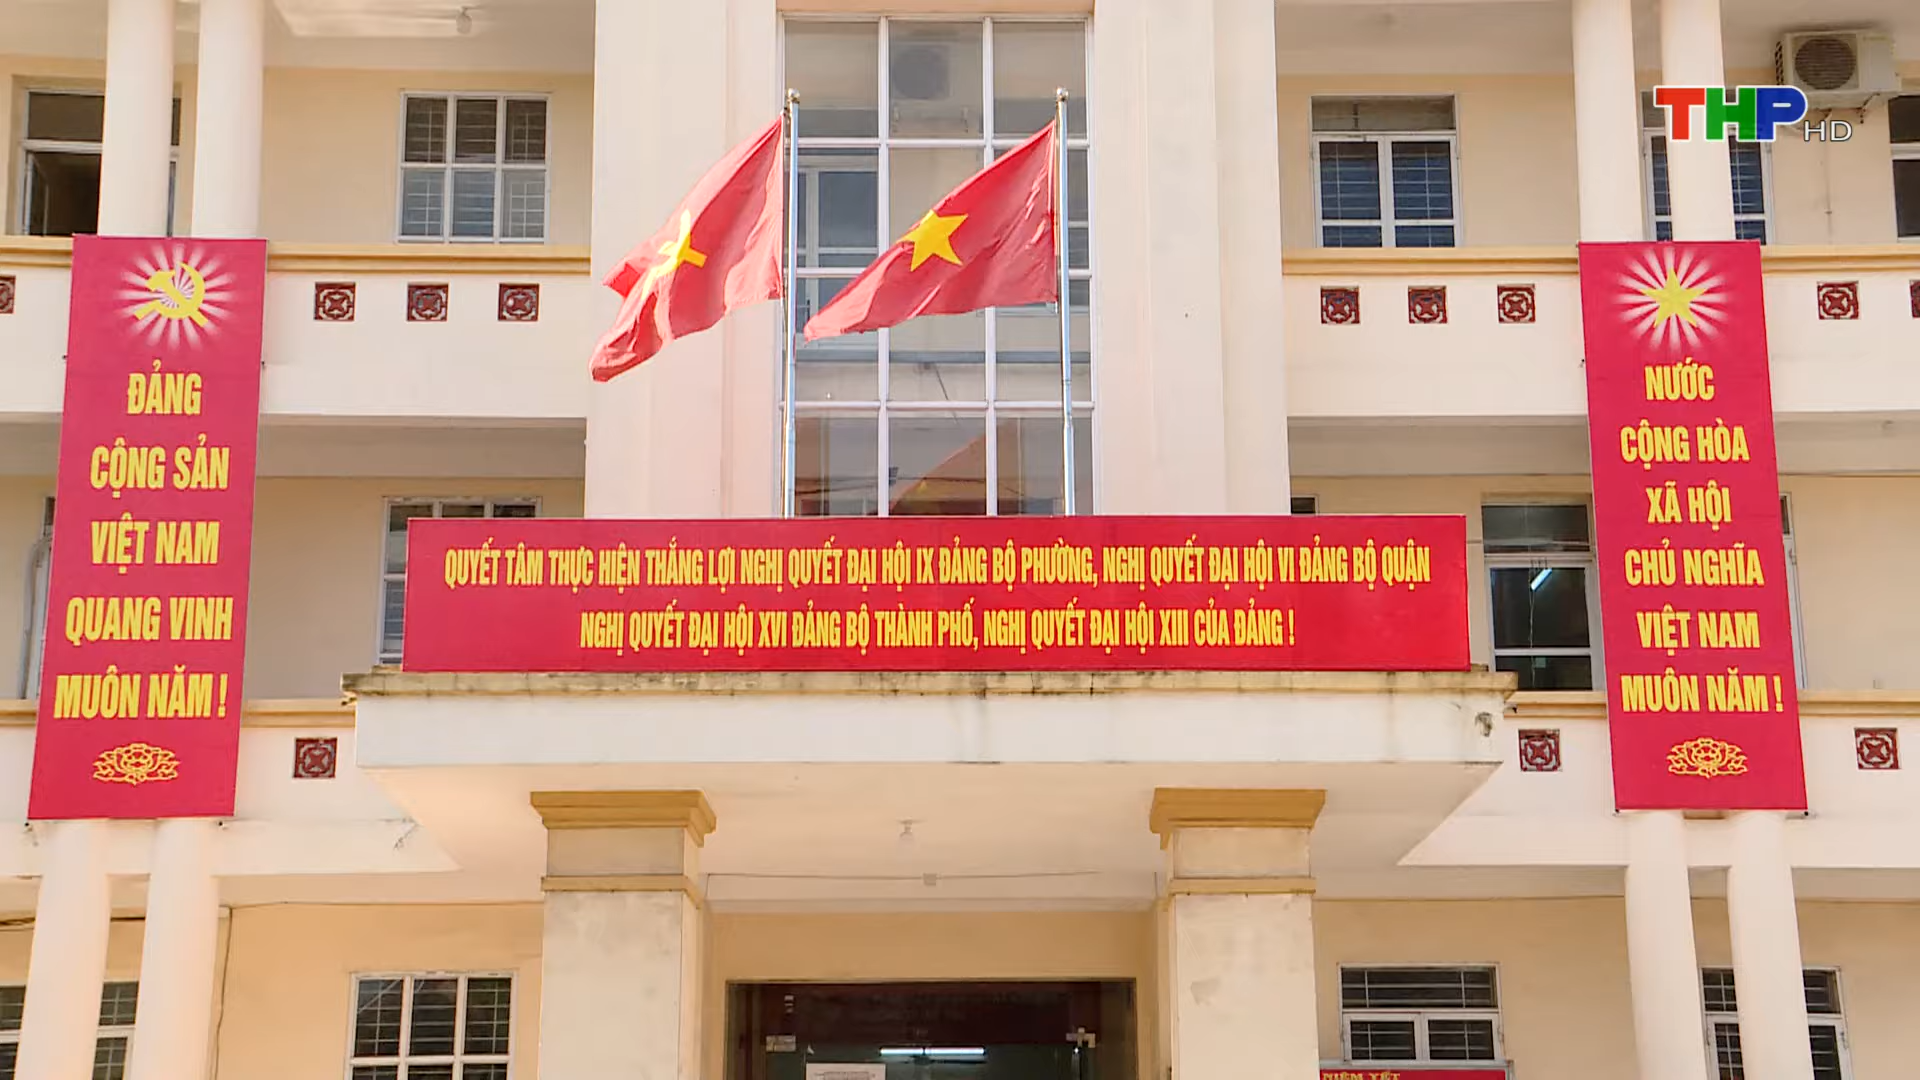 THP HD
ĐẢNG
CỘNG SẢN
VIỆT NAM
QUANG VINH
MUÔN NĂM !
QUYẾT TÂM THỰC HIỆN THẮNG LỢI NGHỊ QUYẾT ĐẠI HỘI IX ĐẢNG BỘ PHƯỜNG, NGHỊ QUYẾT ĐẠI HỘI VI ĐẢNG BỘ QUẬN
NGHỊ QUYẾT ĐẠI HỘI XVI ĐẢNG BỘ THÀNH PHỐ, NGHỊ QUYẾT ĐẠI HỘI XIII CỦA ĐẢNG !
NƯỚC
CỘNG HÒA
XÃ HỘI
CHỦ NGHĨA
VIỆT NAM
MUÔN NĂM !
NIÊM YẾT